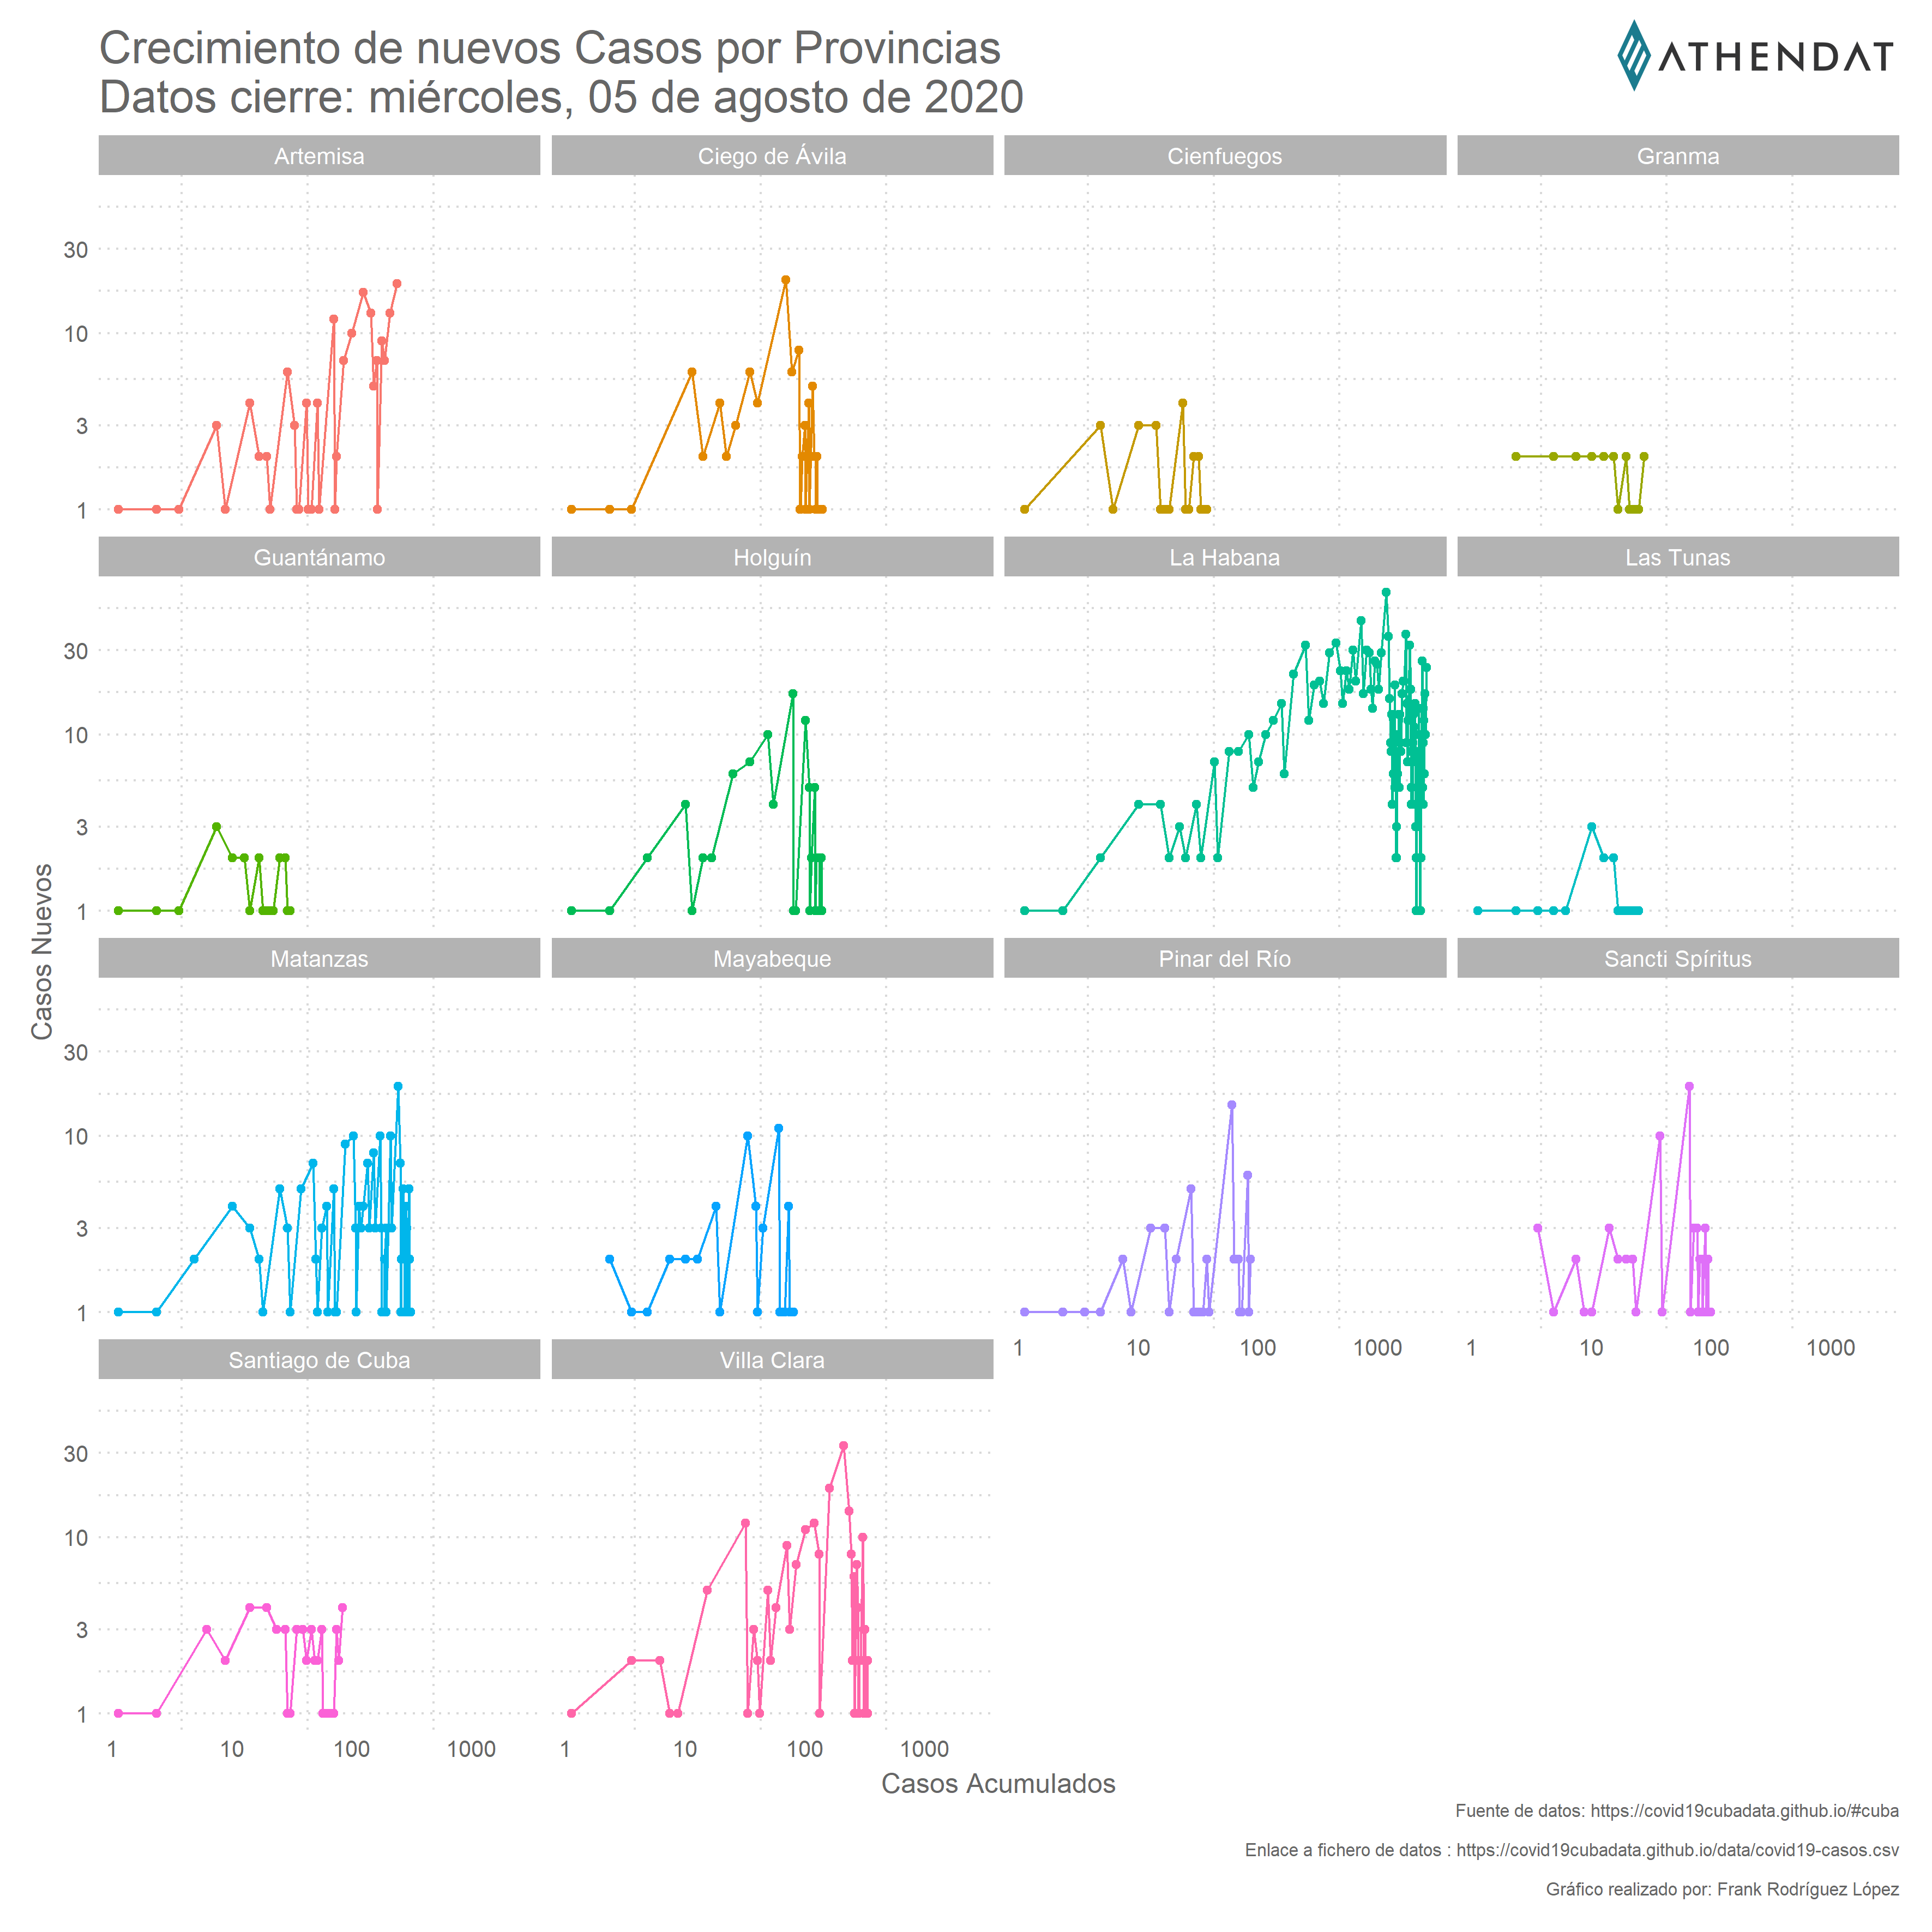 Crecimiento de nuevos Casos por Provincias
Datos cierre: miércoles, 05 de agosto de 2020
ATHENDAT
Artemisa
Ciego de Ávila
Cienfuegos
Granma
30
10
3
1
Guantánamo
Holguín
La Habana
Las Tunas
30
10
3
1
Casos Nuevos
Matanzas
Mayabeque
Pinar del Río
Sancti Spíritus
30
10
3
1
1 10 100 1000
1 10 100 1000
Santiago de Cuba
Villa Clara
30
10
3
1
1 10 100 1000
1 10 100 1000
Casos Acumulados
Fuente de datos: https://covid19cubadata.github.io/#cuba
Enlace a fichero de datos : https://covid19cubadata.github.io/data/covid19-casos.csv
Gráfico realizado por: Frank Rodríguez López